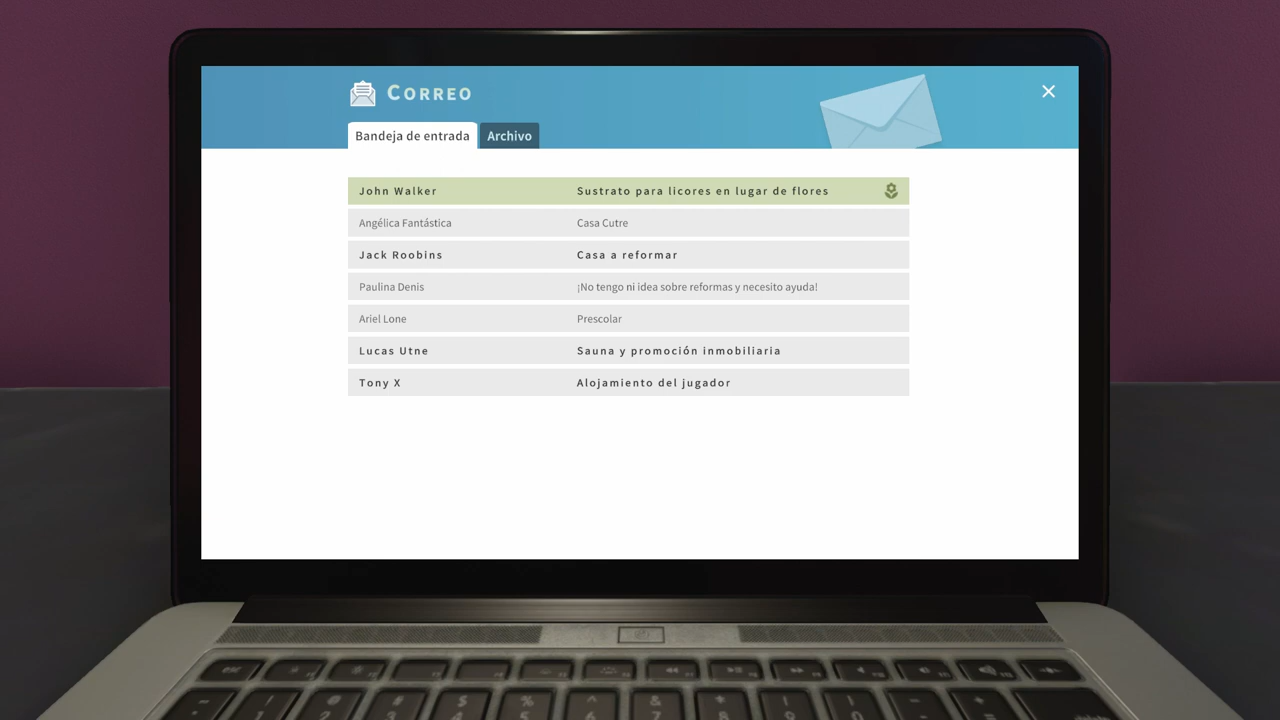 Correo
Bandeja de entrada Archivo
John Walker Sustrato para licores en lugar de flores
Angélica Fantástica Casa Cutre
Jack Roobins Casa a reformar
Paulina Denis ¡No tengo ni idea sobre reformas y necesito ayuda!
Ariel Lone Prescolar
Lucas Utne Sauna y promoción inmobiliaria
Tony X Alojamiento del jugador